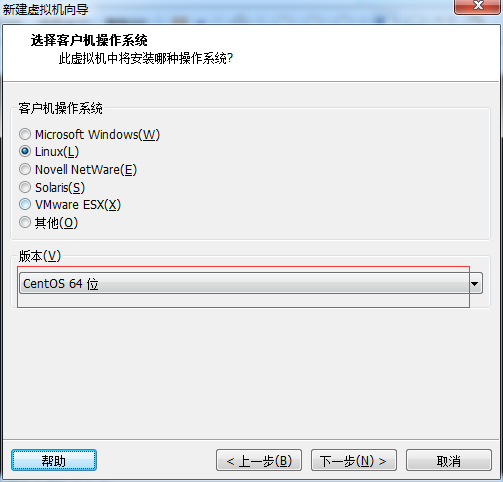 新建虚拟机向导
选择客户机操作系统
此虚拟机中将安装哪种操作系统?
客户机操作系统
Microsoft Windows(W)
Linux(L)
Novell NetWare(E)
Solaris(S)
VMware ESX(X)
其他(O)
版本(V)
CentOS 64 位
帮助
< 上一步(B)
下一步(N) >
取消